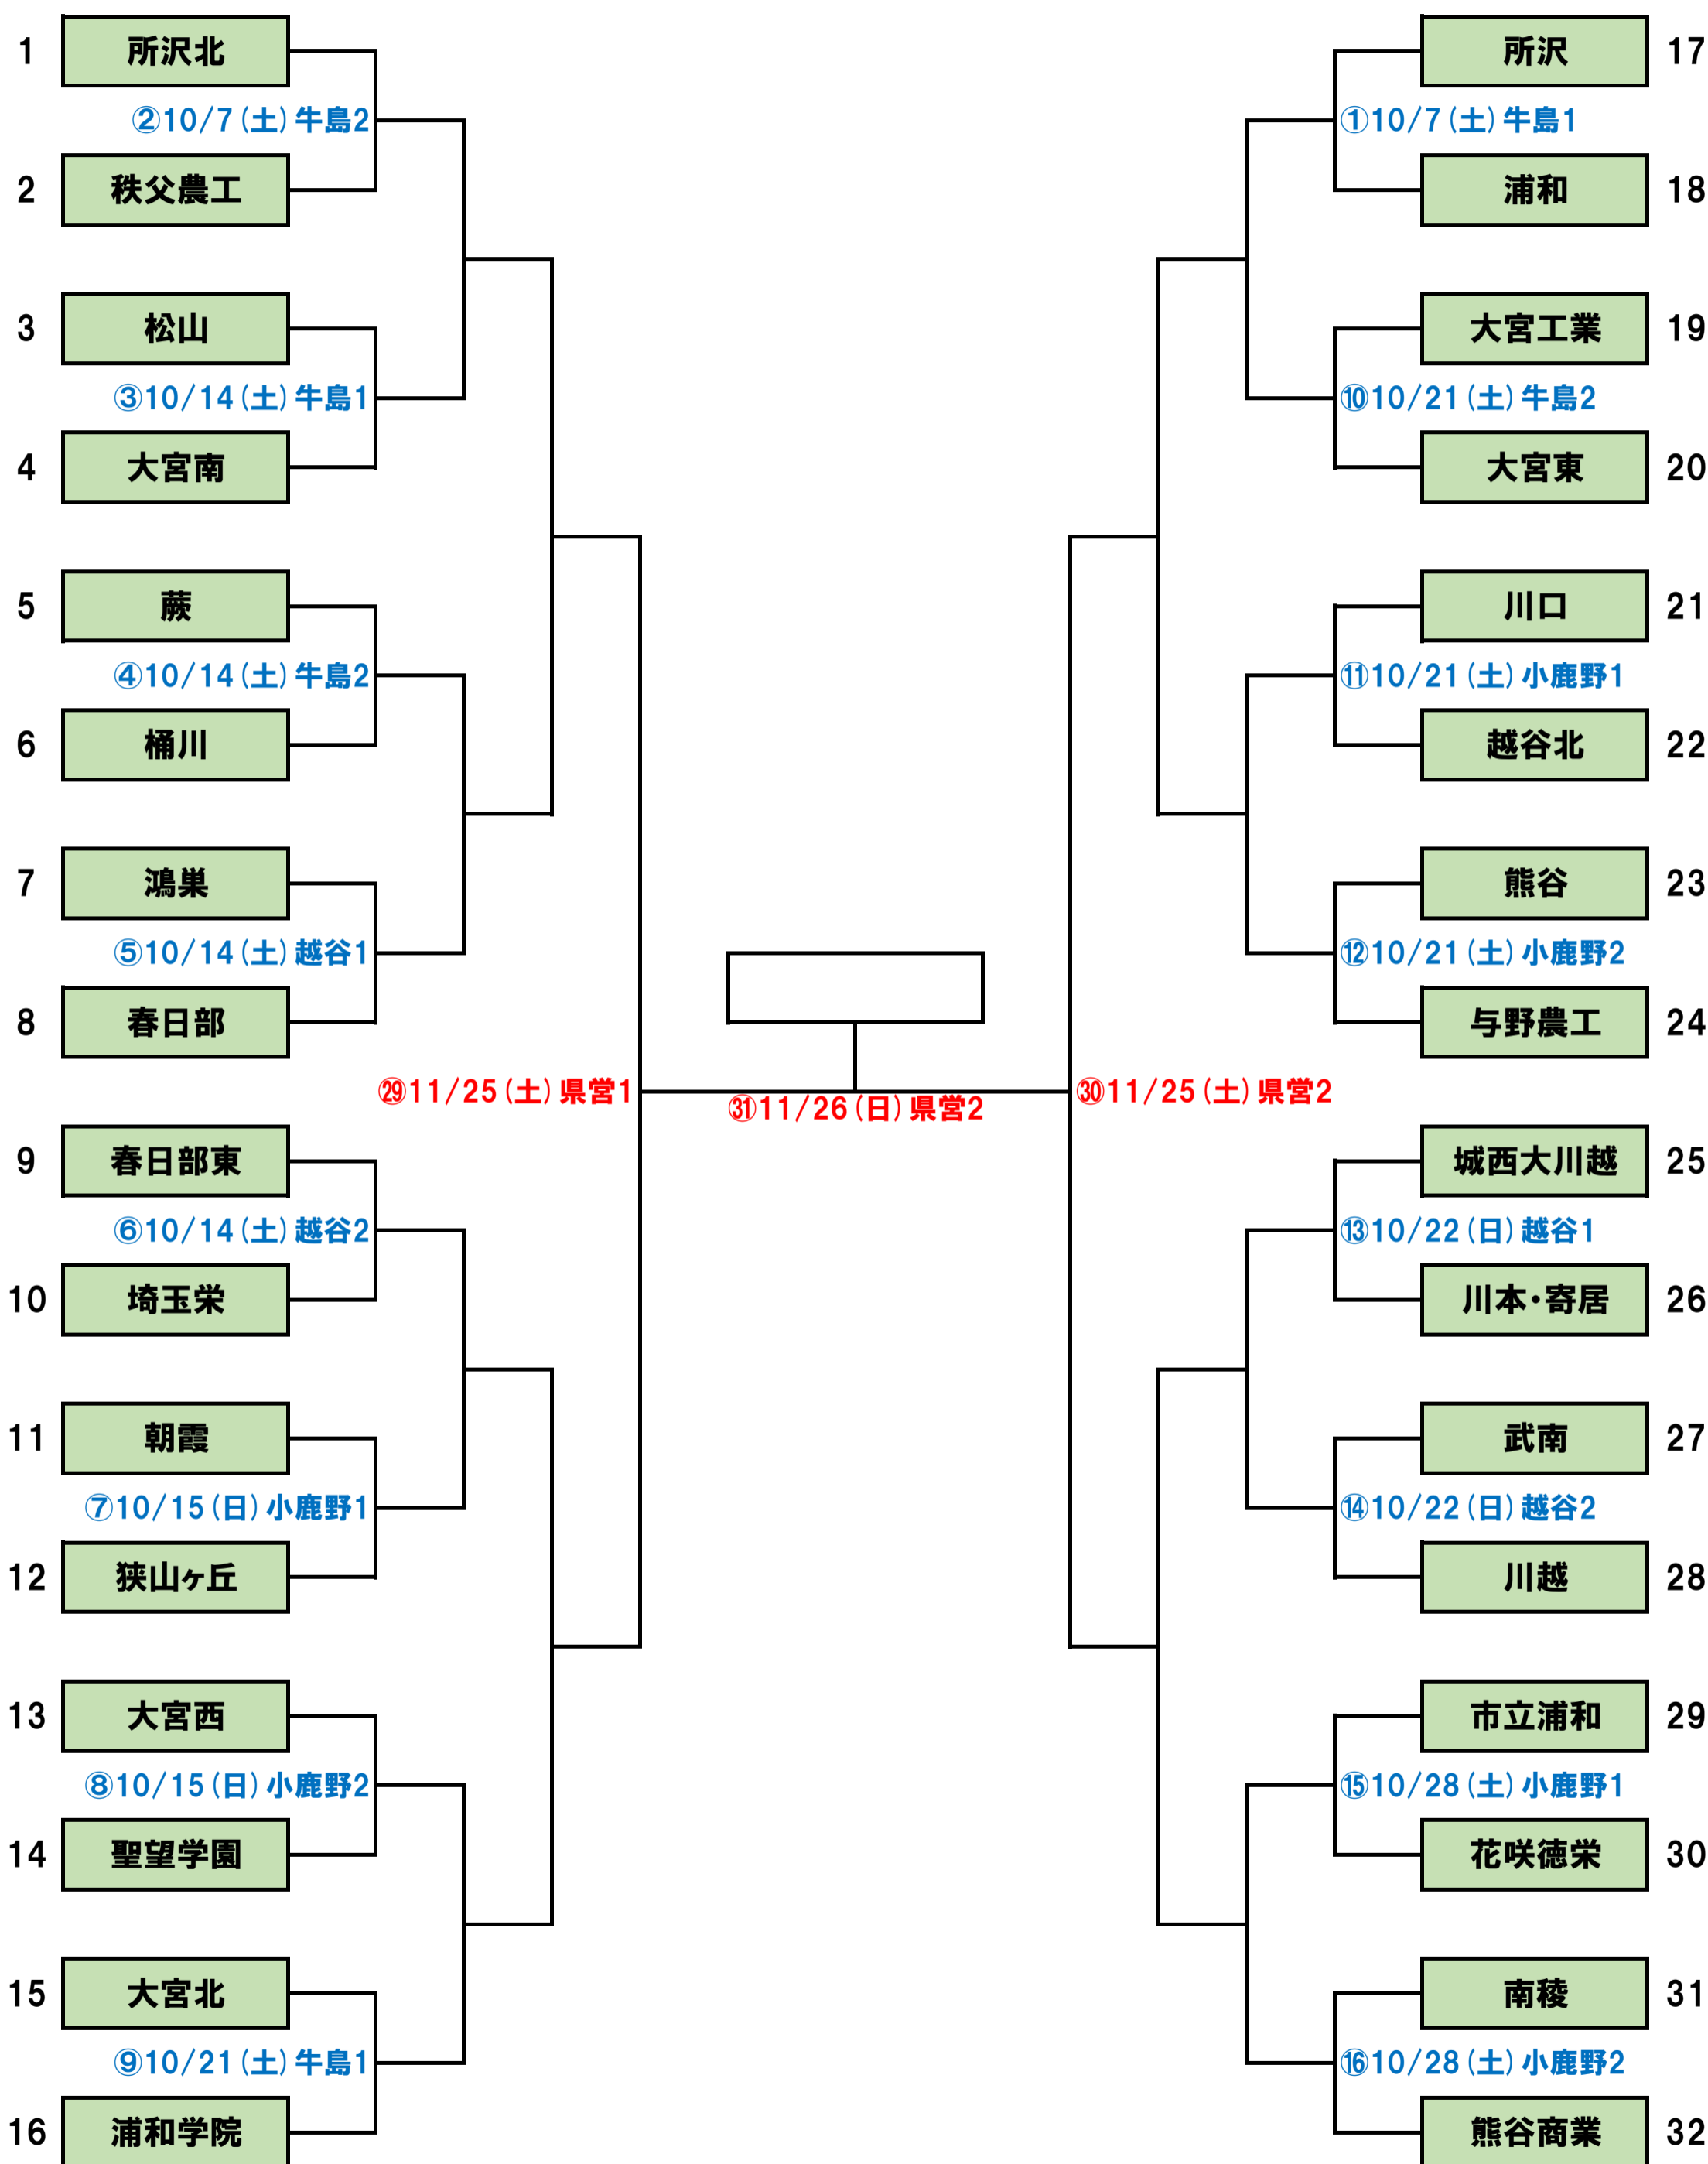 1 所沢北
②10/7(土)牛島2
2 秩父農工
3 松山
③10/14(土)牛島1
4 大宮南
5 蕨
④10/14(土)牛島2
6 桶川
7 鴻巣
⑤10/14(土)越谷1
8 春日部
㉙11/25(土)県営1
9 春日部東
⑥10/14(土)越谷2
10 埼玉栄
11 朝霞
⑦10/15(日)小鹿野1
12 狭山ヶ丘
13 大宮西
⑧10/15(日)小鹿野2
14 聖望学園
15 大宮北
⑨10/21(土)牛島1
16 浦和学院
㉛11/26(日)県営2
所沢 17
①10/7(土)牛島1
浦和 18
大宮工業 19
⑩10/21(土)牛島2
大宮東 20
川口 21
⑪10/21(土)小鹿野1
越谷北 22
熊谷 23
⑫10/21(土)小鹿野2
与野農工 24
㉚11/25(土)県営2
城西大川越 25
⑬10/22(日)越谷1
川本・寄居 26
武南 27
⑭10/22(日)越谷2
川越 28
市立浦和 29
⑮10/28(土)小鹿野1
花咲徳栄 30
南稜 31
⑯10/28(土)小鹿野2
熊谷商業 32